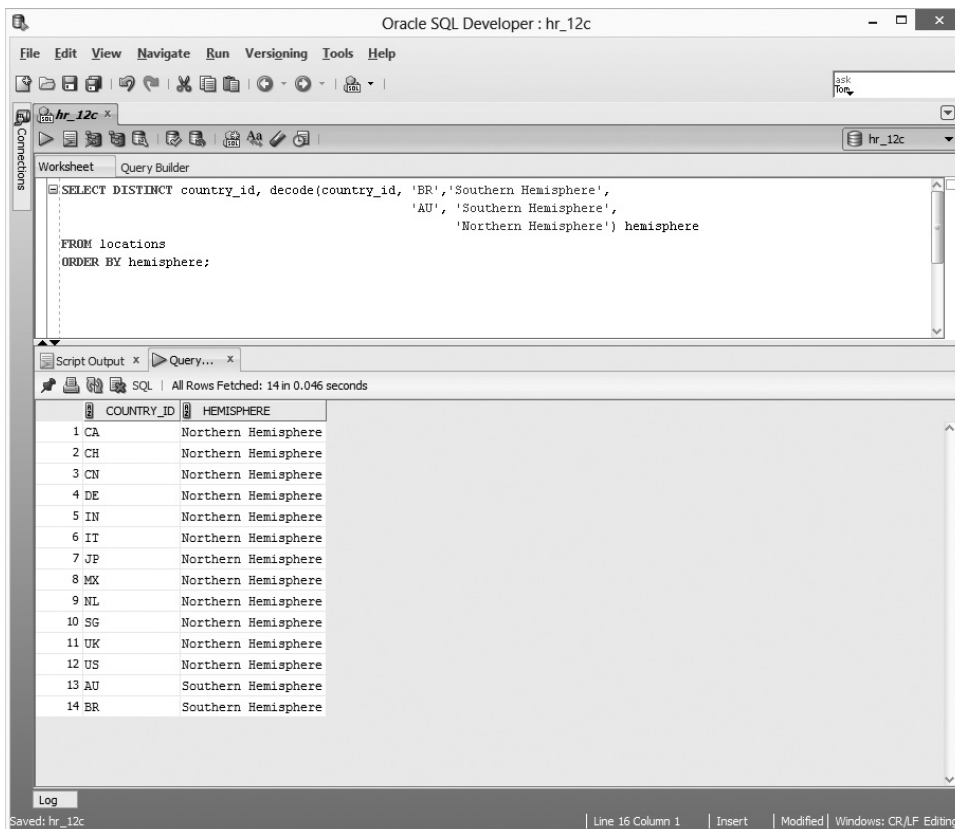 Oracle SQL Developer : hr_12c
File Edit View Navigate Run Versioning Tools Help
ask
Tom
hr_12c
Connections
hr_12c
Worksheet Query Builder
SELECT DISTINCT country_id, decode(country_id, 'BR','Southern Hemisphere',
'AU', 'Southern Hemisphere',
'Northern Hemisphere') hemisphere
FROM locations
ORDER BY hemisphere;
Script Output x Query... x
SQL | All Rows Fetched: 14 in 0.046 seconds
COUNTRY_ID HEMISPHERE
1 CA Northern Hemisphere
2 CH Northern Hemisphere
3 CN Northern Hemisphere
4 DE Northern Hemisphere
5 IN Northern Hemisphere
6 IT Northern Hemisphere
7 JP Northern Hemisphere
8 MX Northern Hemisphere
9 NL Northern Hemisphere
10 SG Northern Hemisphere
11 UK Northern Hemisphere
12 US Northern Hemisphere
13 AU Southern Hemisphere
14 BR Southern Hemisphere
Log
Saved: hr_12c | Line 16 Column 1 | Insert | Modified | Windows: CR/LF Editing